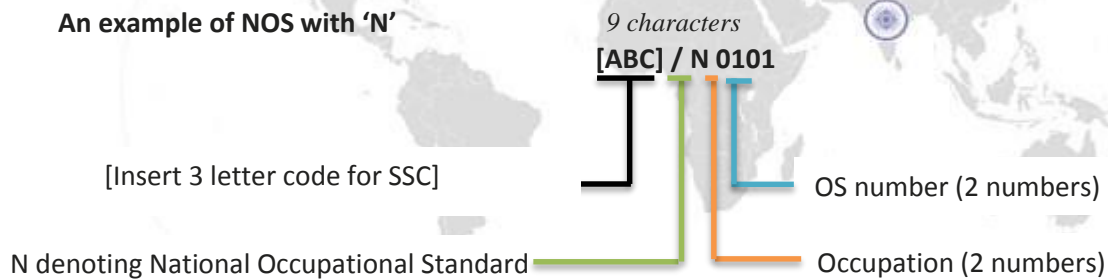 An example of NOS with ‘N’
9 characters
[ABC] / N 0101
[Insert 3 letter code for SSC]
OS number (2 numbers)
N denoting National Occupational Standard
Occupation (2 numbers)